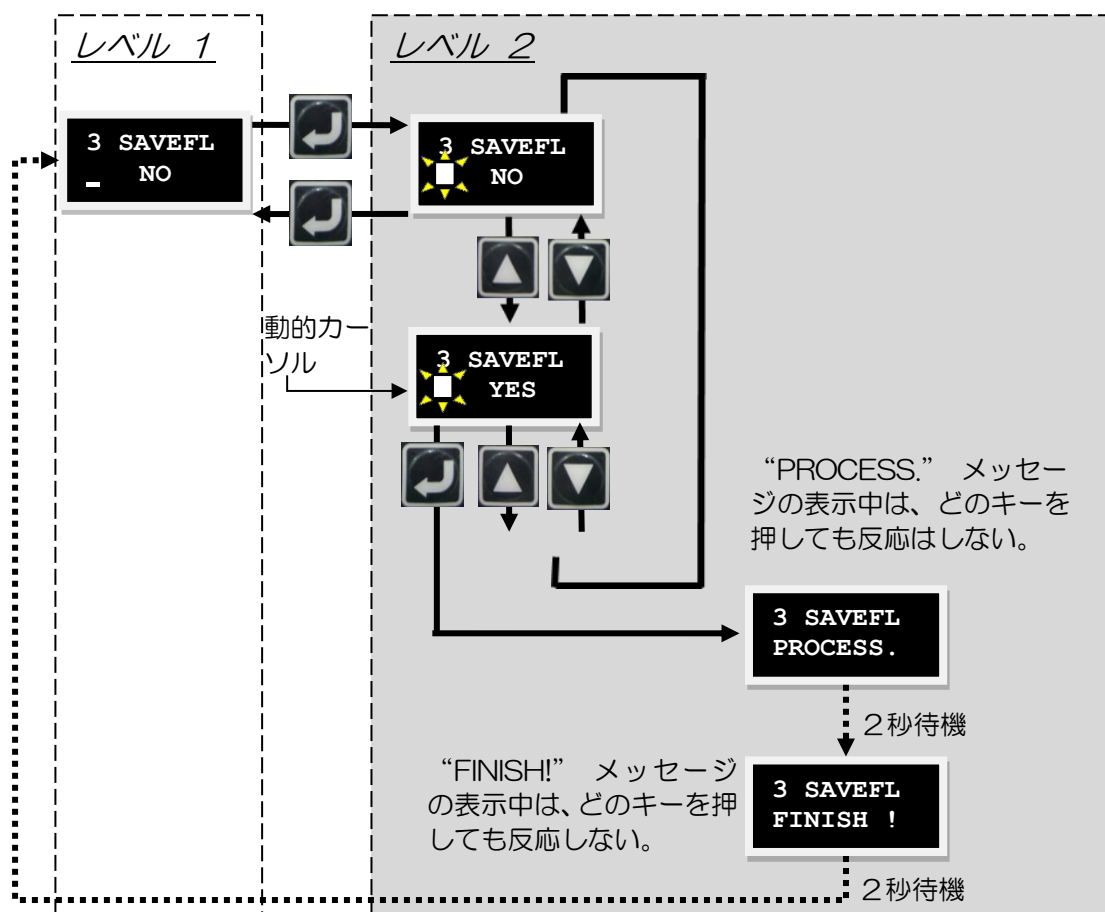 レベル 1
レベル 2
3 SAVEFL
_ NO
3 SAVEFL
NO
動的カー
ソル
3 SAVEFL
YES
“PROCESS.” メッセー
ジの表示中は、どのキーを
押しても反応はしない。
3 SAVEFL
PROCESS.
2秒待機
“FINISH!” メッセージ
の表示中は、どのキーを押
しても反応しない。
3 SAVEFL
FINISH !
2秒待機